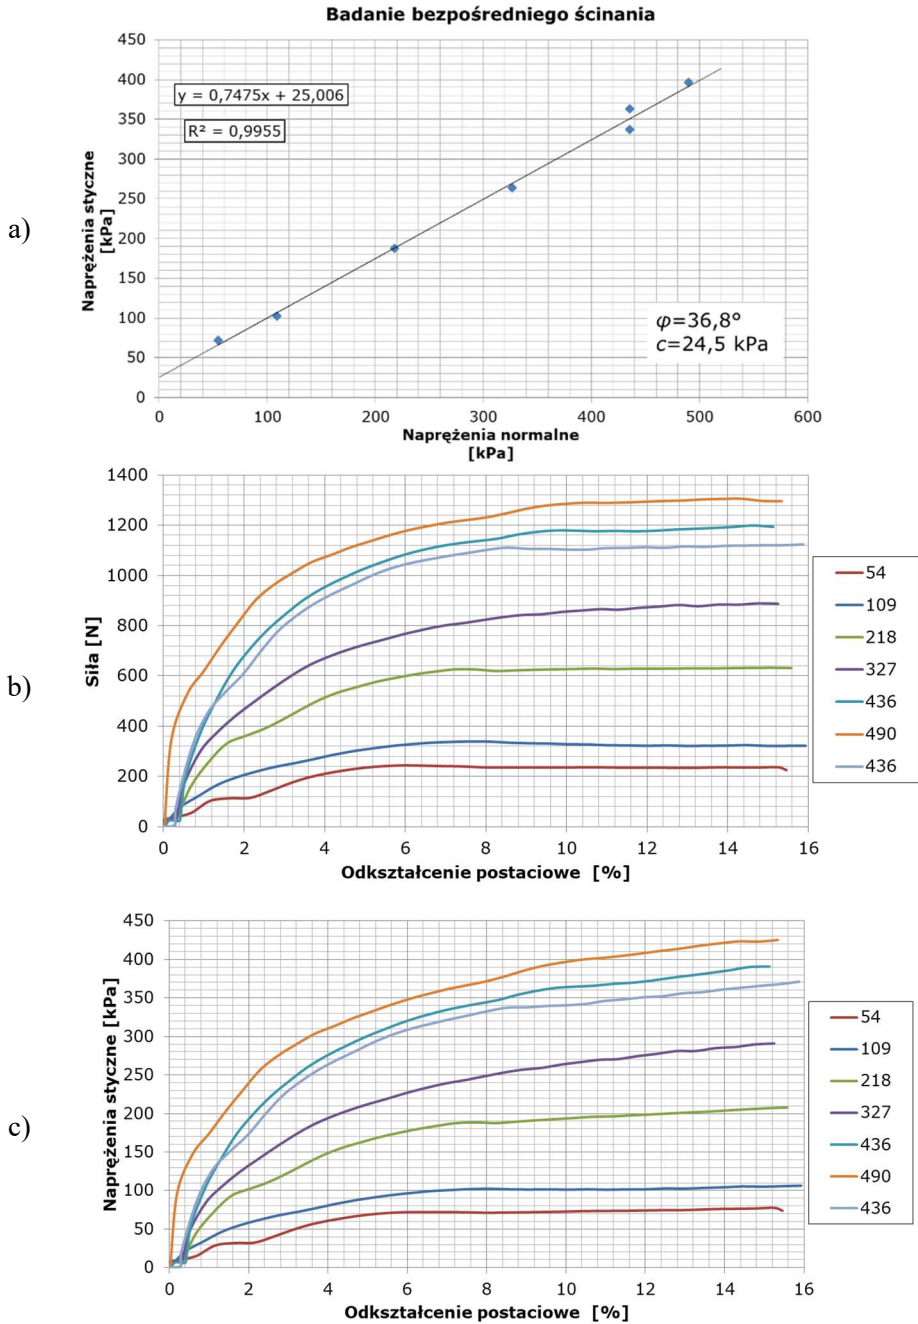 Badanie bezpośredniego ścinania
a)
Naprężenia styczne
[kPa]
450
400
350
300
250
200
150
100
50
0
y = 0,7475x + 25,006
R² = 0,9955
φ=36,8°
c=24,5 kPa
0 100 200 300 400 500 600
Naprężenia normalne
[kPa]
b)
Siła [N]
1400
1200
1000
800
600
400
200
0
0 2 4 6 8 10 12 14 16
Odkształcenie postaciowe [%]
54
109
218
327
436
490
436
c)
Naprężenia styczne [kPa]
450
400
350
300
250
200
150
100
50
0
0 2 4 6 8 10 12 14 16
Odkształcenie postaciowe [%]
54
109
218
327
436
490
436